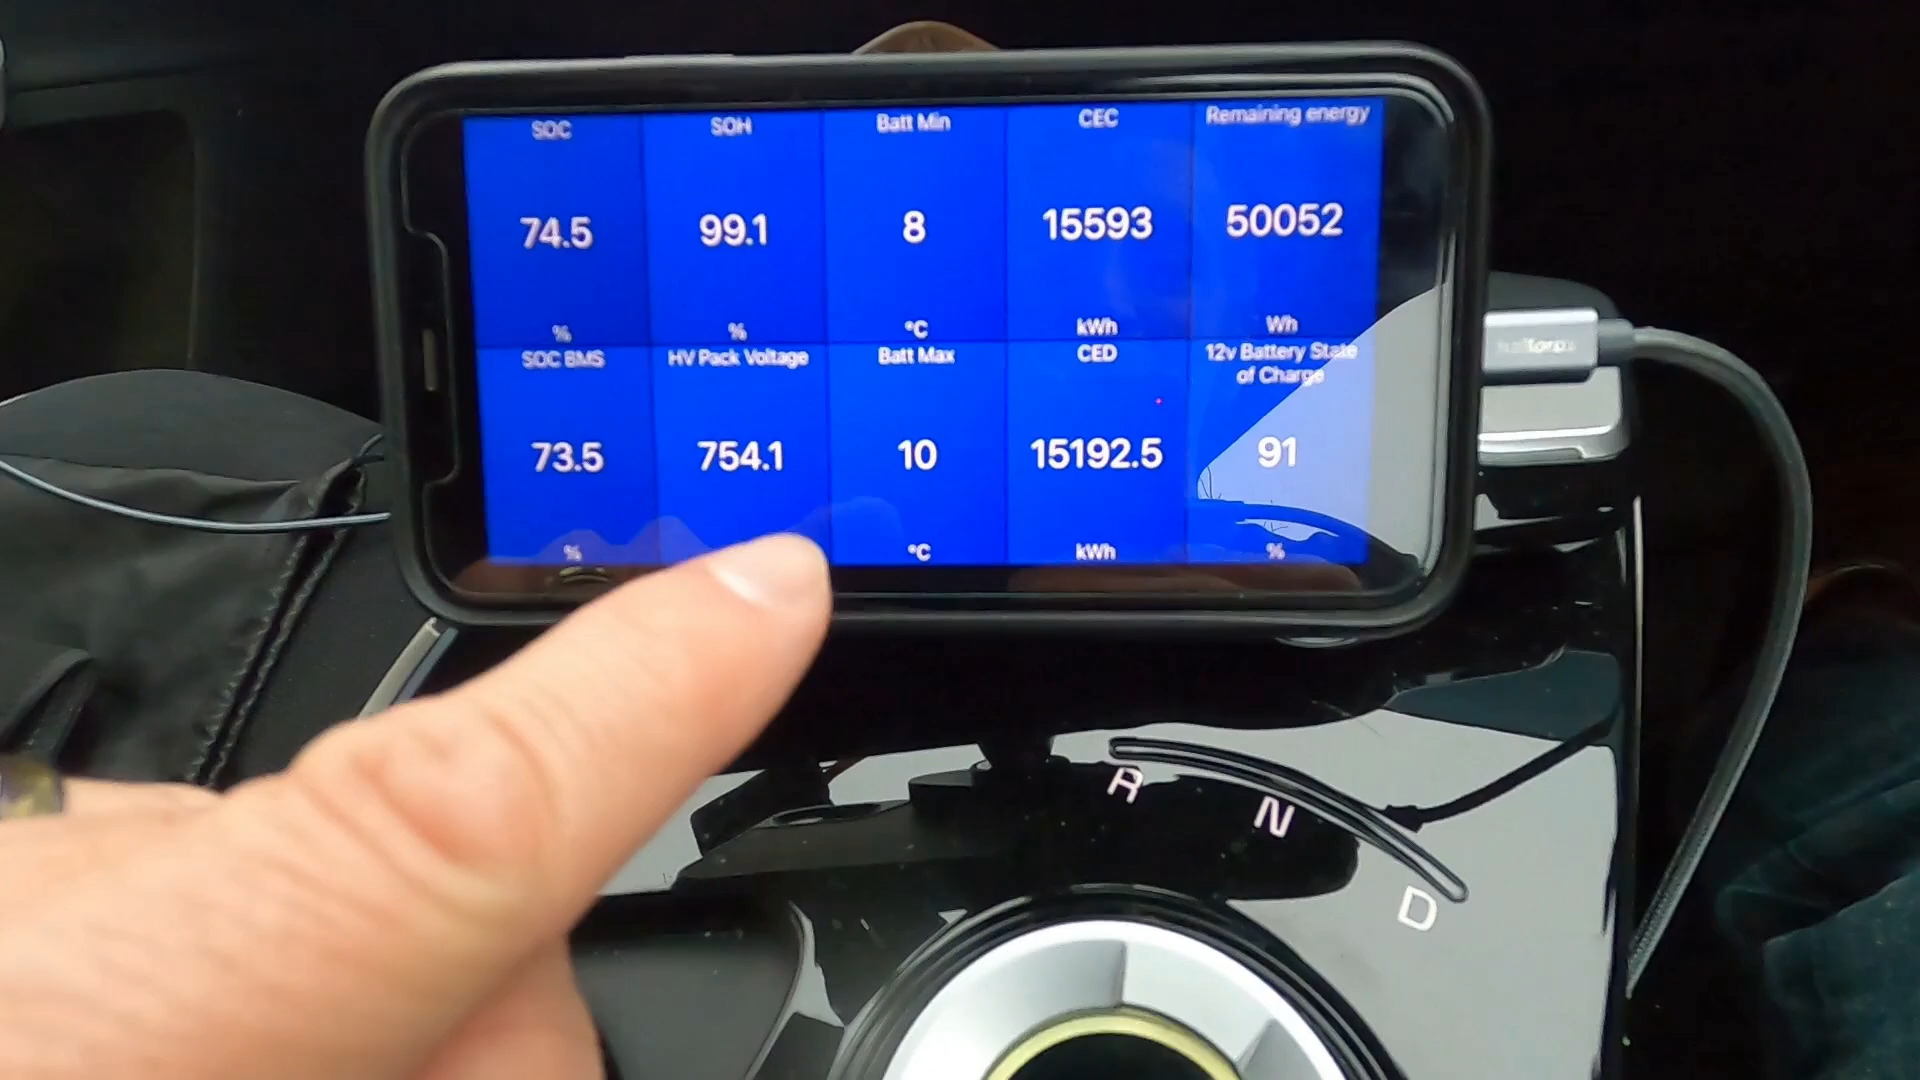 SOC
74.5
%
SOH
99.1
%
Batt Min
8
°C
CEC
15593
kWh
Remaining energy
50052
Wh
SOC BMS
73.5
%
HV Pack Voltage
754.1
Batt Max
10
°C
CED
15192.5
kWh
12v Battery State
of Charge
91
%
R
N
D